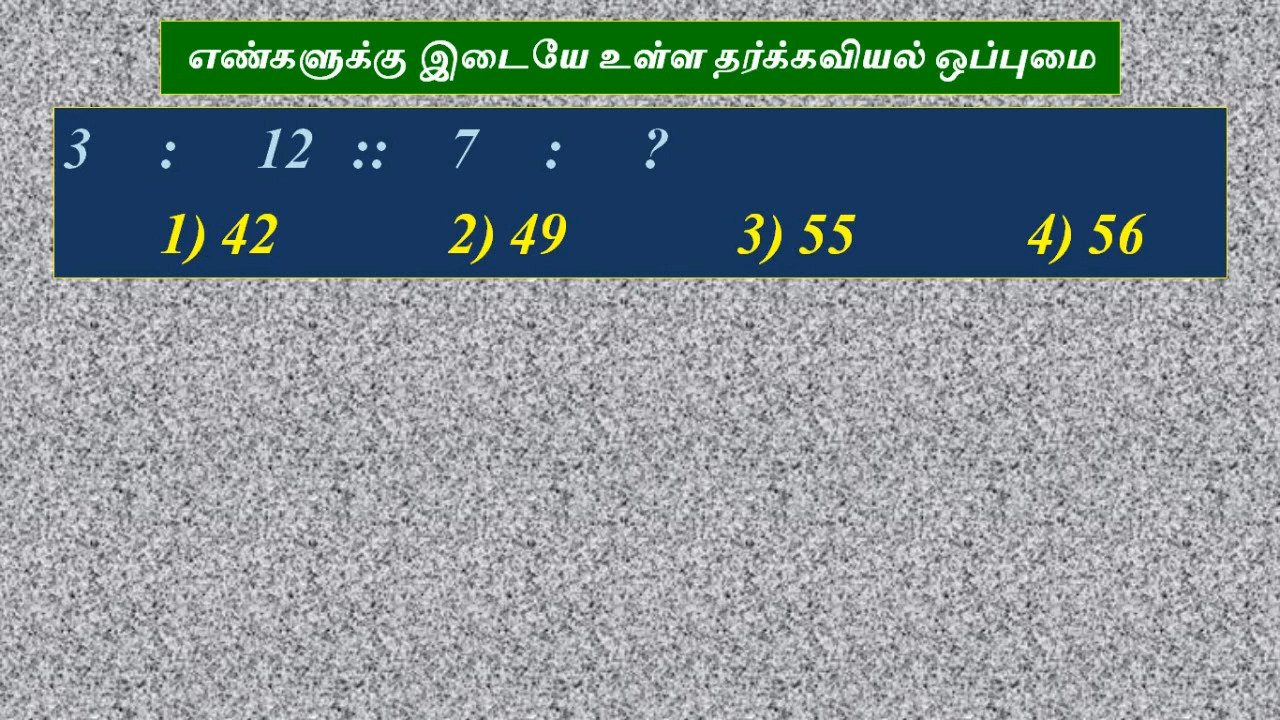 எண்களுக்கு இடையே உள்ள தர்க்கவியல் ஒப்புமை
3 : 12 :: 7 : ?
1) 42 2) 49 3) 55 4) 56